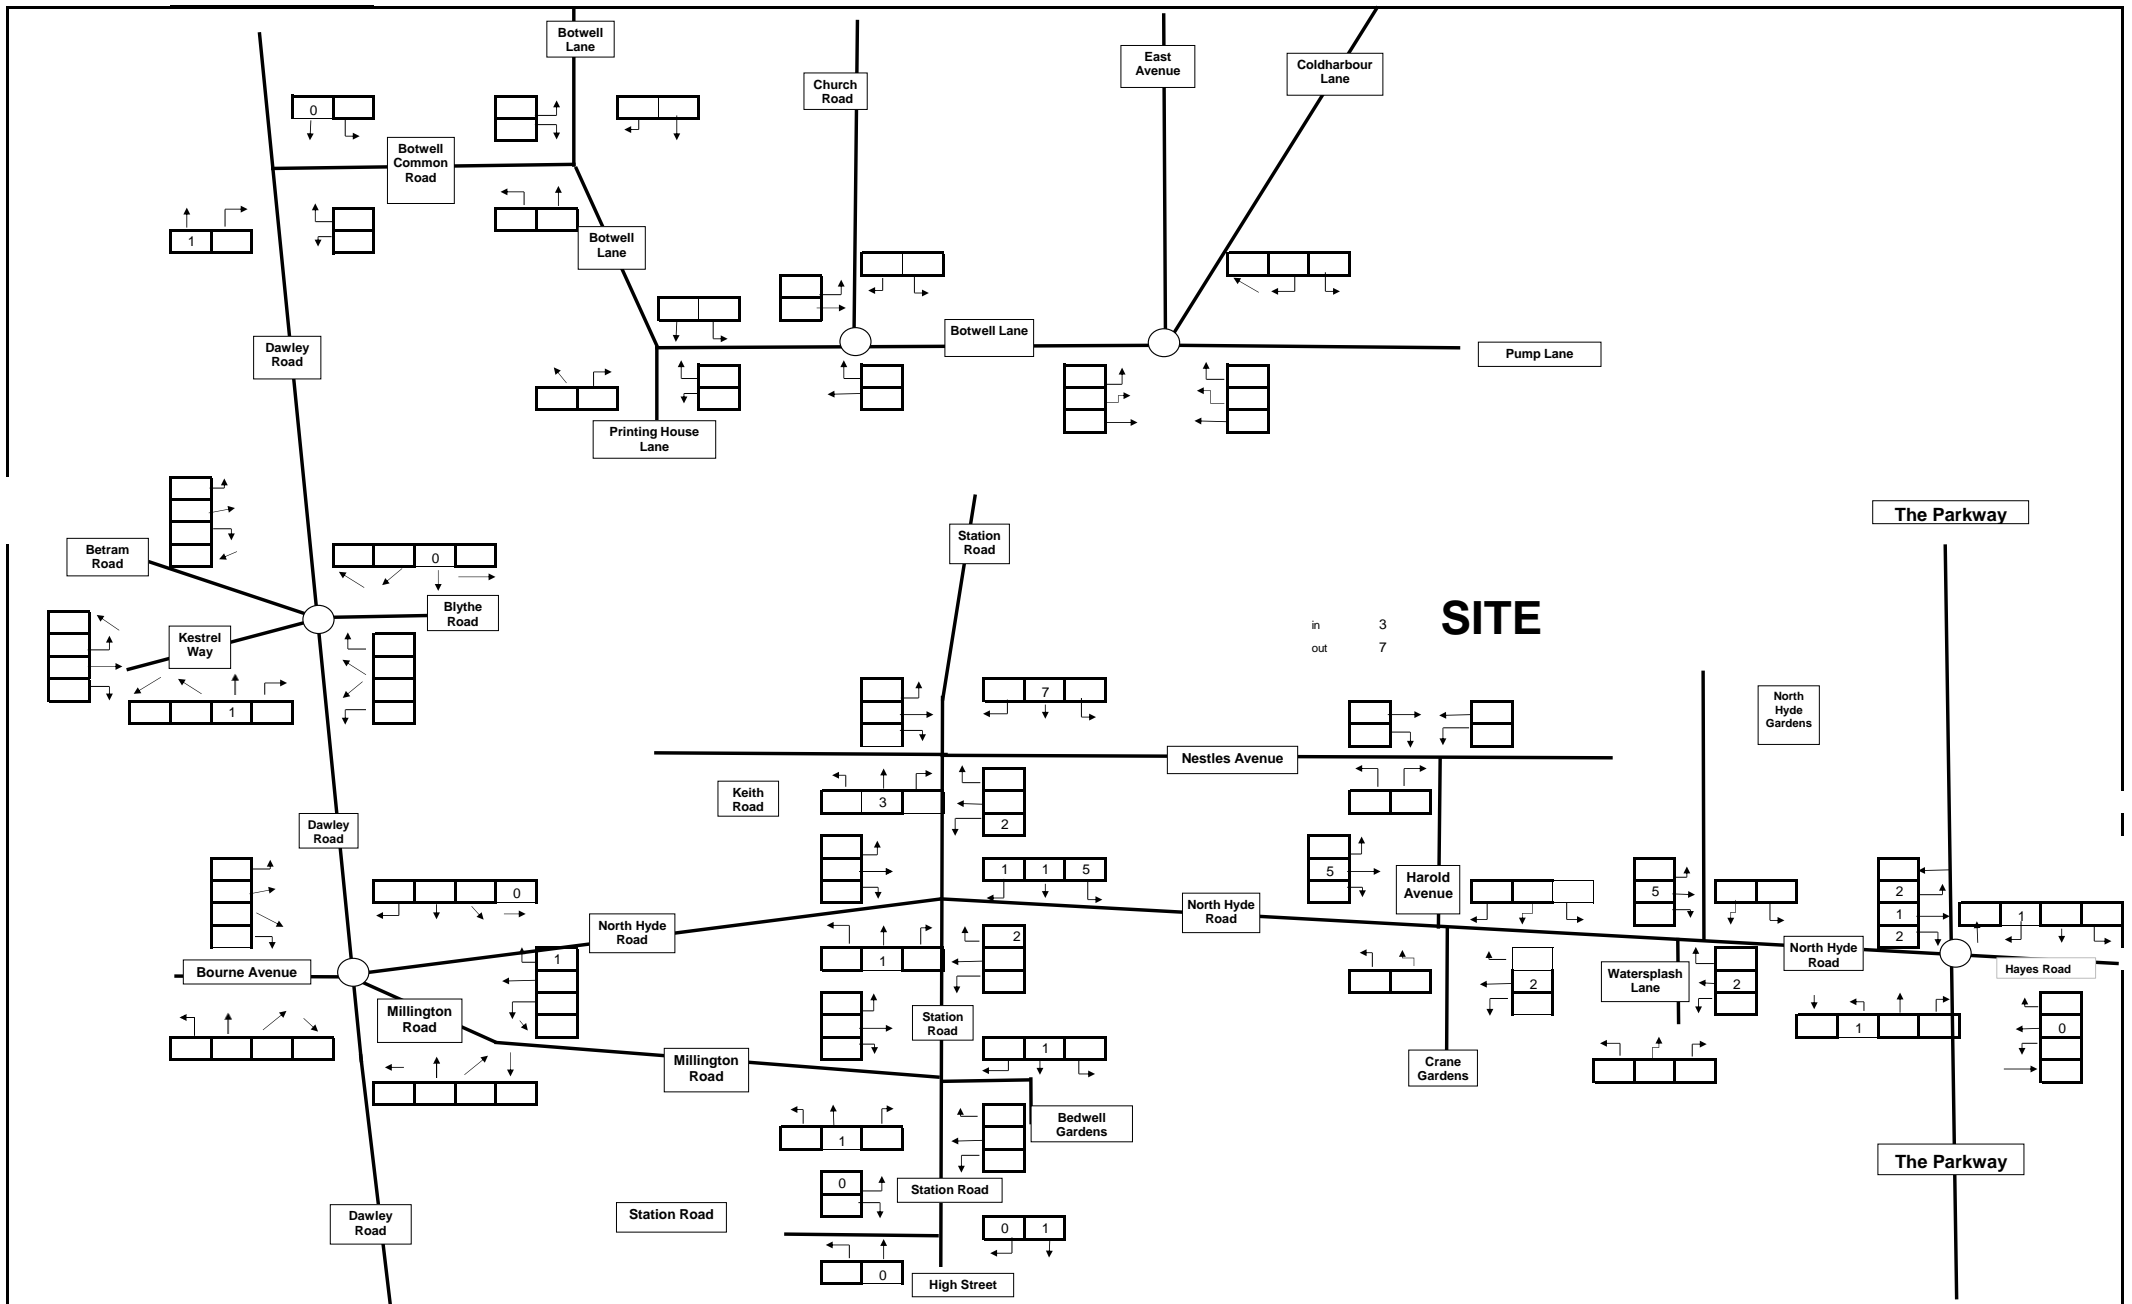 Botwell
Lane
East
Avenue
Coldharbour
Lane
Church
Road
0
Botwell
Common
Road
1
Botwell
Lane
Botwell Lane
Dawley
Road
Pump Lane
Printing House
Lane
The Parkway
Station
Road
Betram
Road
0
Blythe
Road
SITE
in 3
out 7
Kestrel
Way
1
7
North
Hyde
Gardens
Nestles Avenue
Keith
Road
3
2
Dawley
Road
1 1 5
5
Harold
Avenue
5
2
1
2
1
0
North Hyde
Road
North Hyde
Road
2
1
North Hyde
Road
Hayes Road
Bourne Avenue
1
Millington
Road
2
Watersplash
Lane
2
Station
Road
1
0
Millington
Road
1
Crane
Gardens
Bedwell
Gardens
1
The Parkway
0
Station Road
Station Road
Dawley
Road
0 1
0
High Street